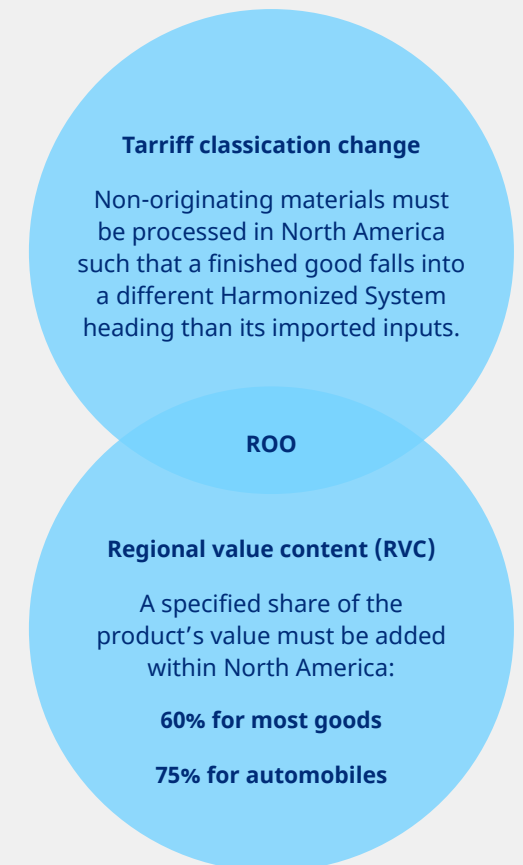 Tarriff classication change
Non-originating materials must
be processed in North America
such that a finished good falls into
a different Harmonized System
heading than its imported inputs.
ROO
Regional value content (RVC)
A specified share of the
product’s value must be added
within North America:
60% for most goods
75% for automobiles